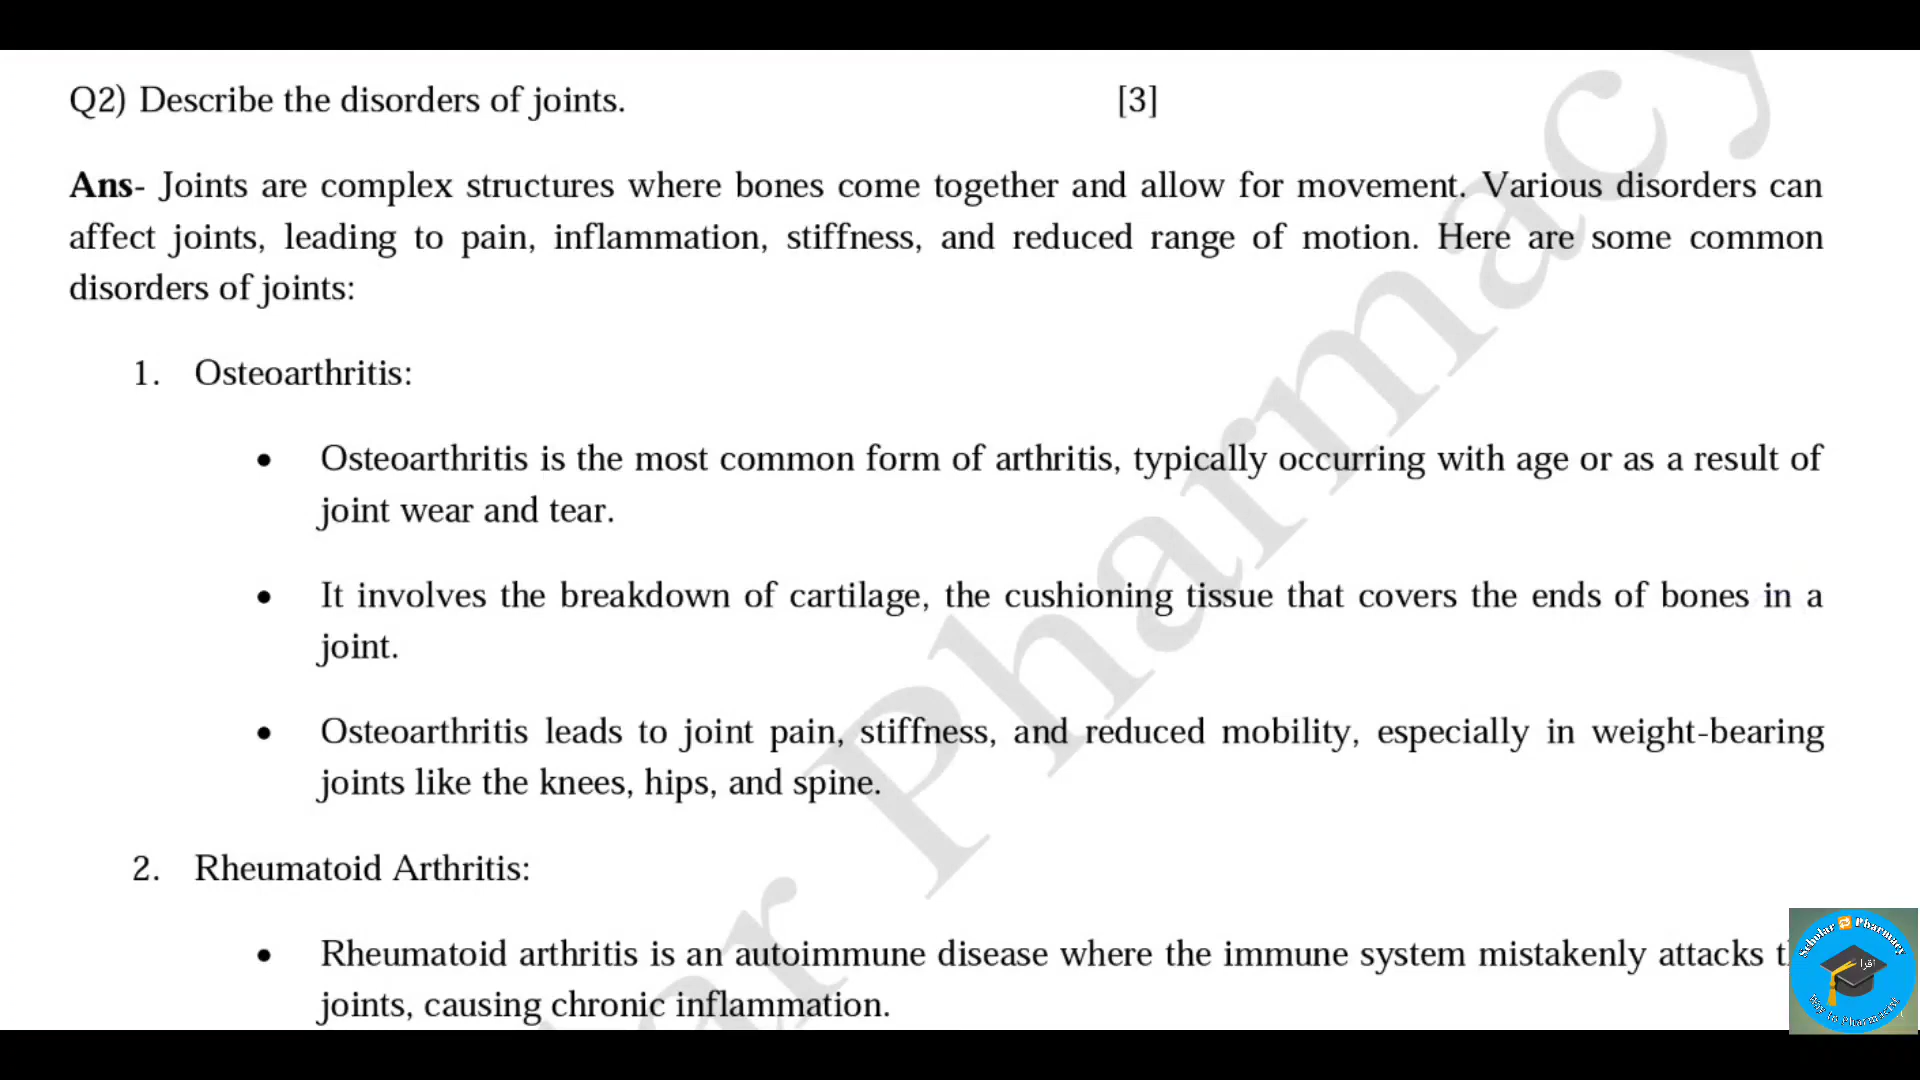 Q2) Describe the disorders of joints. [3]
Ans- Joints are complex structures where bones come together and allow for movement. Various disorders can
affect joints, leading to pain, inflammation, stiffness, and reduced range of motion. Here are some common
disorders of joints:
1. Osteoarthritis:
• Osteoarthritis is the most common form of arthritis, typically occurring with age or as a result of
joint wear and tear.
• It involves the breakdown of cartilage, the cushioning tissue that covers the ends of bones in a
joint.
• Osteoarthritis leads to joint pain, stiffness, and reduced mobility, especially in weight-bearing
joints like the knees, hips, and spine.
2. Rheumatoid Arthritis:
• Rheumatoid arthritis is an autoimmune disease where the immune system mistakenly attacks
joints, causing chronic inflammation.
Pharmacy
Scholar Pharmacy
اقرا
Way to Pharmacist